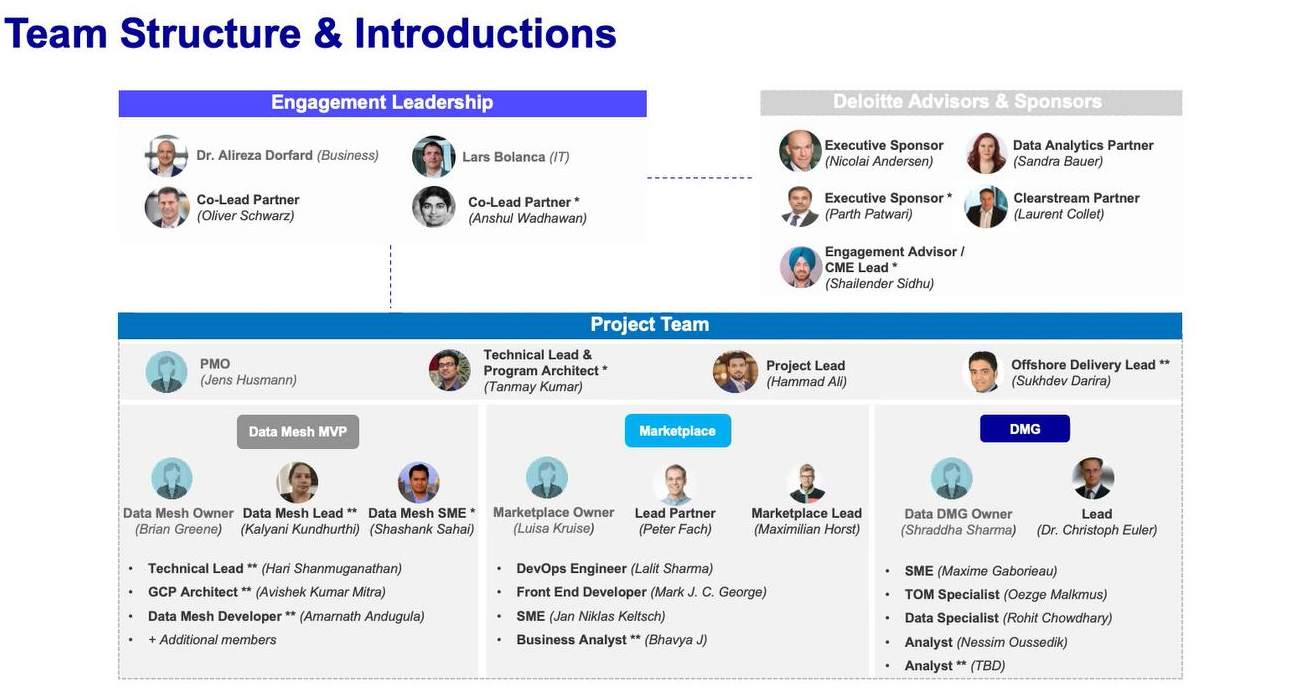 Team Structure & Introductions
Engagement Leadership
Dr. Alireza Dorfard (Business)
Lars Bolanca (IT)
Co-Lead Partner
(Oliver Schwarz)
Co-Lead Partner *
(Anshul Wadhawan)
Deloitte Advisors & Sponsors
Executive Sponsor
(Nicolai Andersen)
Data Analytics Partner
(Sandra Bauer)
Executive Sponsor *
(Parth Patwari)
Clearstream Partner
(Laurent Collet)
Engagement Advisor /
CME Lead *
(Shailender Sidhu)
Project Team
PMO
(Jens Husmann)
Technical Lead &
Program Architect *
(Tanmay Kumar)
Project Lead
(Hammad Ali)
Offshore Delivery Lead **
(Sukhdev Darira)
Data Mesh MVP
Data Mesh Owner
(Brian Greene)
Data Mesh Lead **
(Kalyani Kundhurthi)
Data Mesh SME *
(Shashank Sahai)
• Technical Lead ** (Hari Shanmuganathan)
• GCP Architect ** (Avishek Kumar Mitra)
• Data Mesh Developer ** (Amarnath Andugula)
• + Additional members
Marketplace
Marketplace Owner
(Luisa Kruise)
Lead Partner
(Peter Fach)
Marketplace Lead
(Maximilian Horst)
• DevOps Engineer (Lalit Sharma)
• Front End Developer (Mark J. C. George)
• SME (Jan Niklas Keltsch)
• Business Analyst ** (Bhavya J)
DMG
Data DMG Owner
(Shraddha Sharma)
Lead
(Dr. Christoph Euler)
• SME (Maxime Gaborieau)
• TOM Specialist (Oezge Malkmus)
• Data Specialist (Rohit Chowdhary)
• Analyst (Nessim Oussedik)
• Analyst ** (TBD)